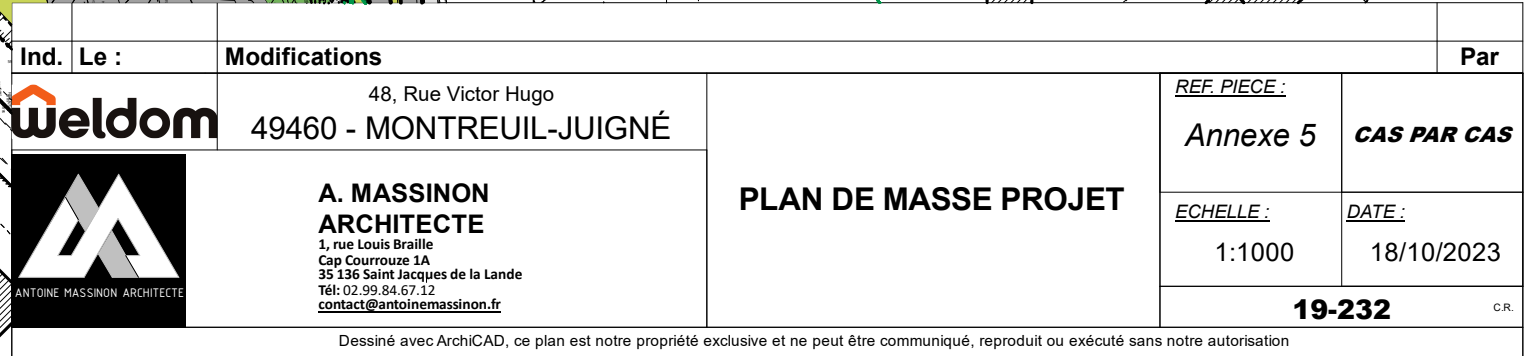 Ind. Le : Modifications Par
weldom
48, Rue Victor Hugo
49460 - MONTREUIL-JUIGNÉ
ANTOINE MASSINON ARCHITECTE
A. MASSINON
ARCHITECTE
1, rue Louis Braille
Cap Courrouze 1A
35 136 Saint Jacques de la Lande
Tél: 02.99.84.67.12
contact@antoinemassinon.fr
PLAN DE MASSE PROJET
REF. PIECE :
Annexe 5
CAS PAR CAS
ECHELLE :
1:1000
DATE :
18/10/2023
19-232
C.R.
Dessiné avec ArchiCAD, ce plan est notre propriété exclusive et ne peut être communiqué, reproduit ou exécuté sans notre autorisation